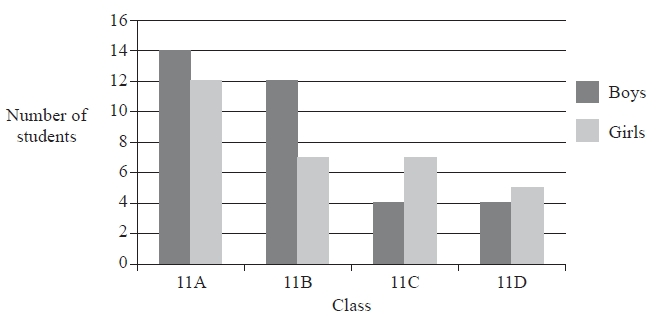 16
14
12
10
8
6
4
2
0
Number of
students
11A
11B
11C
11D
Class
Boys
Girls